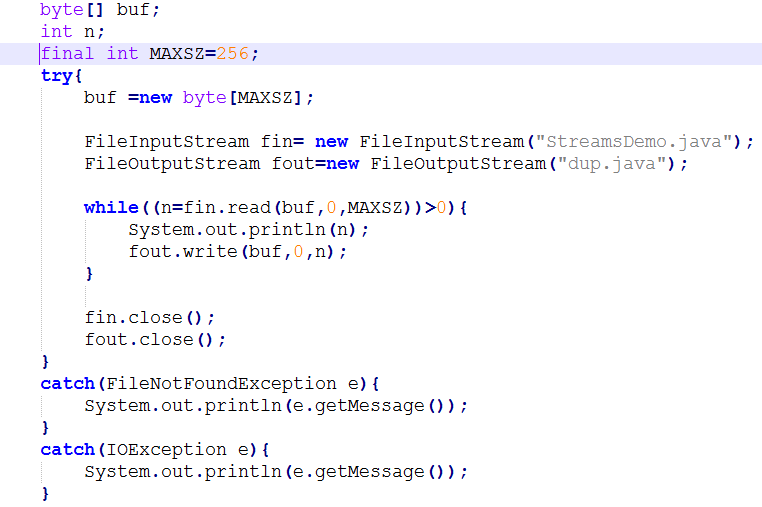 byte[] buf;
int n;
final int MAXSZ=256;
try{
buf =new byte[MAXSZ];
FileInputStream fin= new FileInputStream("StreamsDemo.java");
FileOutputStream fout=new FileOutputStream("dup.java");
while((n=fin.read(buf,0,MAXSZ))>0){
System.out.println(n);
fout.write(buf,0,n);
}
fin.close();
fout.close();
}
catch(FileNotFoundException e){
System.out.println(e.getMessage());
}
catch(IOException e){
System.out.println(e.getMessage());
}